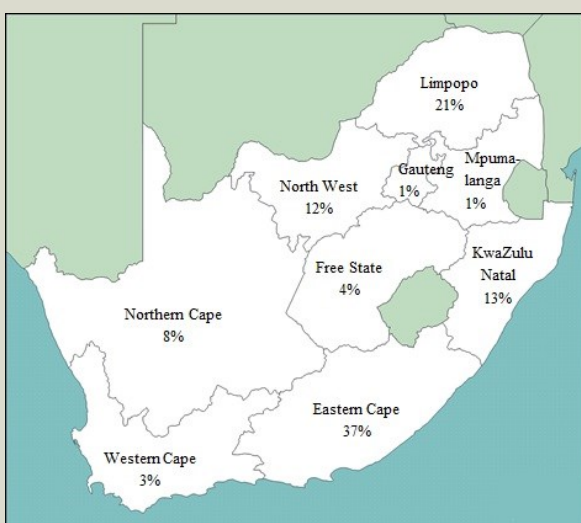 Limpopo
21%
Gauteng
1%
Mpuma-
langa
1%
North West
12%
KwaZulu
Natal
13%
Free State
4%
Northern Cape
8%
Eastern Cape
37%
Western Cape
3%